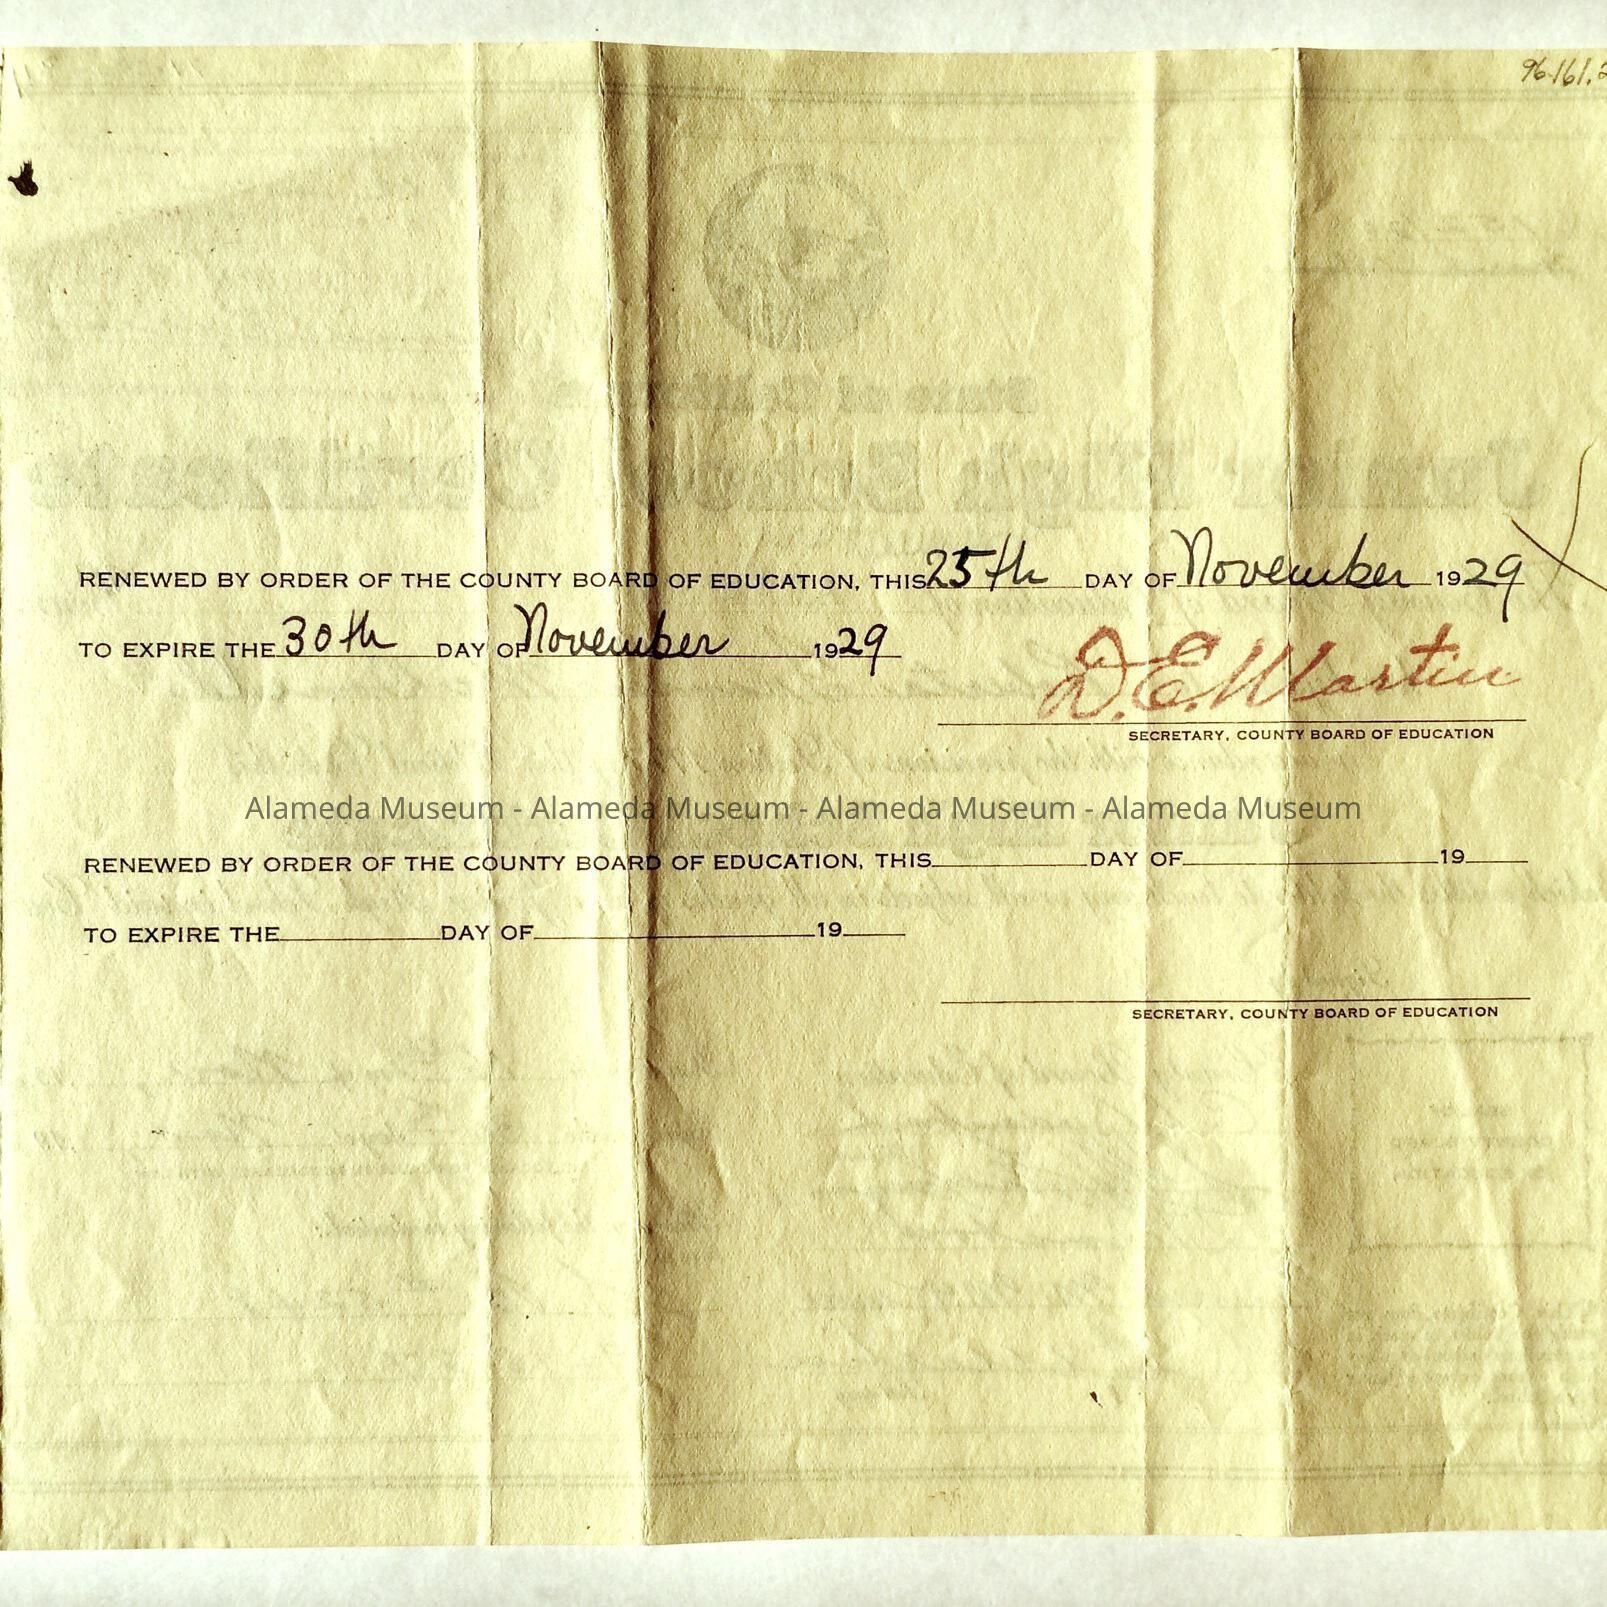 96.161.2
RENEWED BY ORDER OF THE COUNTY BOARD OF EDUCATION, THIS 25th DAY OF November 1929
TO EXPIRE THE 30th DAY OF November 1929
D. E. Martin
SECRETARY, COUNTY BOARD OF EDUCATION
Alameda Museum - Alameda Museum - Alameda Museum - Alameda Museum
RENEWED BY ORDER OF THE COUNTY BOARD OF EDUCATION, THIS DAY OF 19
TO EXPIRE THE DAY OF 19
SECRETARY, COUNTY BOARD OF EDUCATION